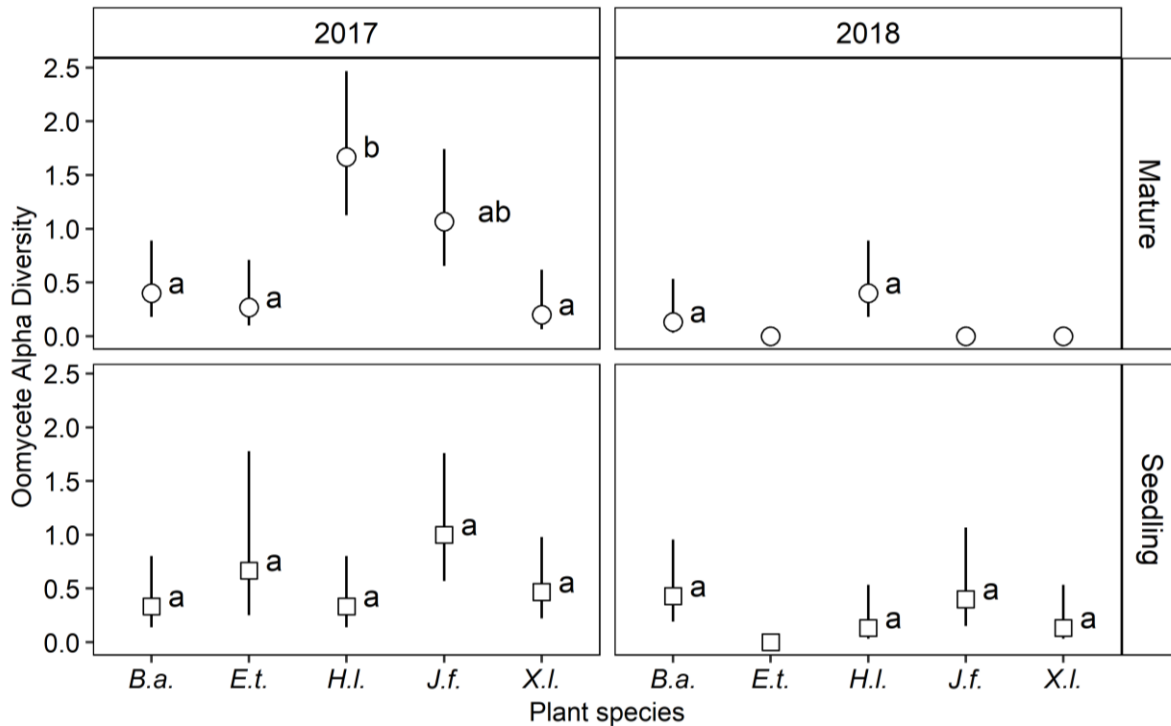 2017 2018
Oomycete Alpha Diversity
Mature
2.5
2.0
1.5
1.0
0.5
0.0
a a b ab a
a a
Seedling
2.5
2.0
1.5
1.0
0.5
0.0
a a a a a
a a a a
B.a. E.t. H.l. J.f. X.l. B.a. E.t. H.l. J.f. X.l.
Plant species